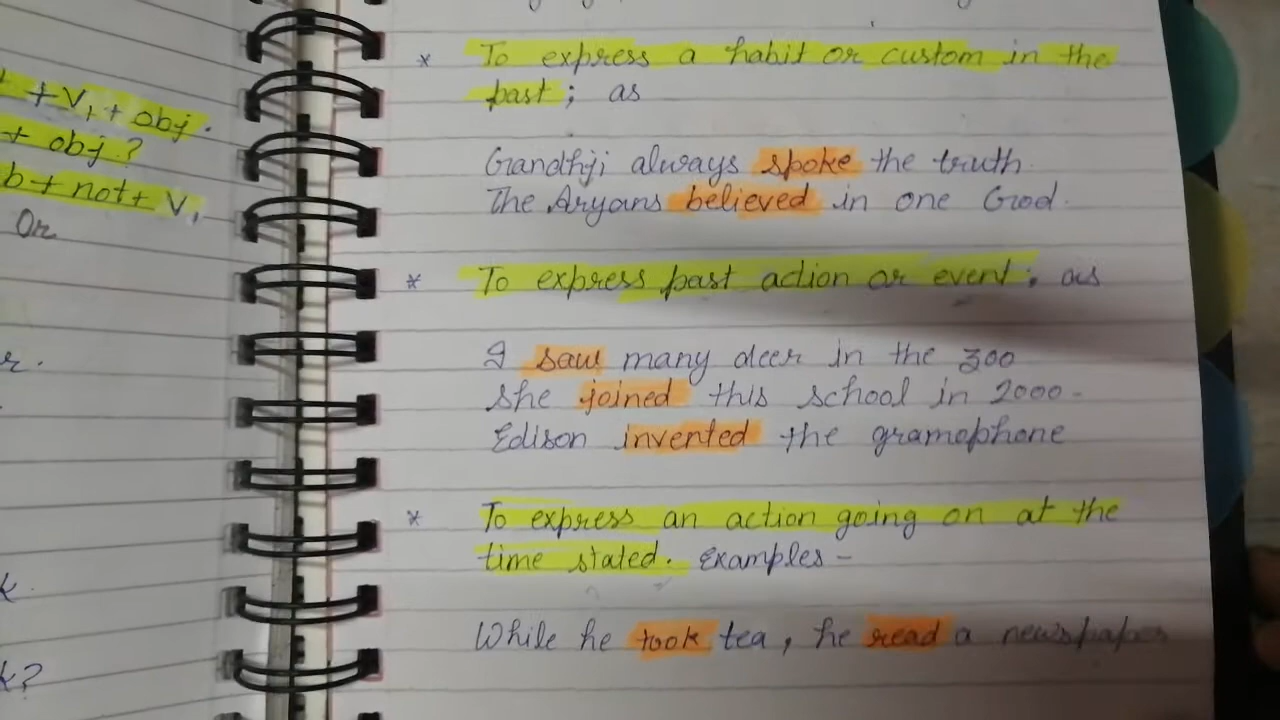 + V1 + obj.
+ obj ?
b + not + V1
Or
r.
k.
k?
* To express a habit or custom in the
past ; as
Gandhiji always spoke the truth.
The Aryans believed in one God.
* To express past action or event ; as
I saw many deer in the zoo
She joined this school in 2000-
Edison invented the gramophone
* To express an action going on at the
time stated. Examples -
While he took tea, he read a newspaper